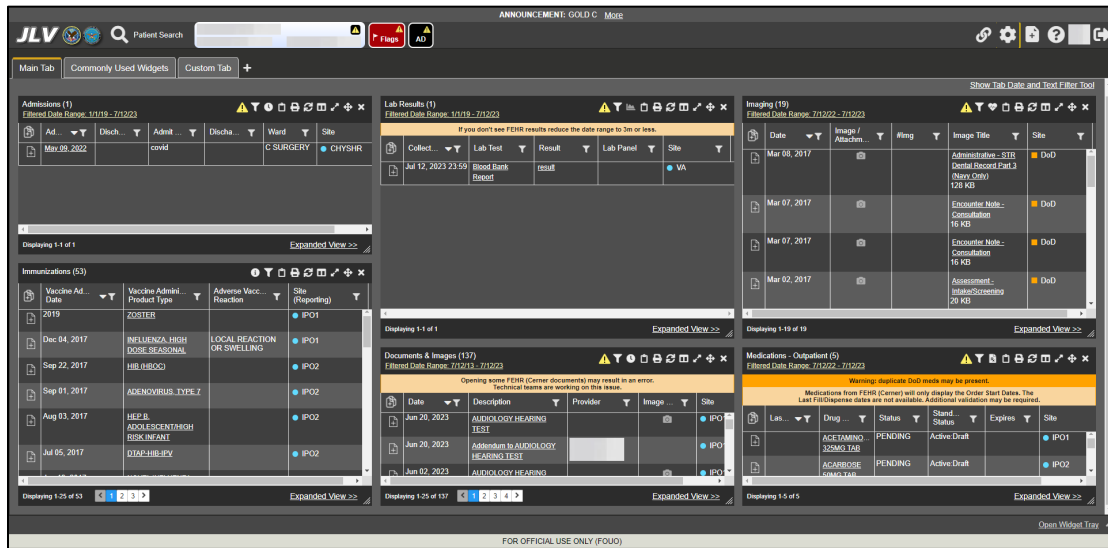 ANNOUNCEMENT: GOLD C More
JLV Patient Search Flags AD
Main Tab Commonly Used Widgets Custom Tab +
Show Tab Date and Text Filter Tool
Admissions (1)
Filtered Date Range: 1/1/19 - 7/12/23
Ad... Disch... Admit ... Discha... Ward Site
May 09, 2022 covid C SURGERY CHYSHR
Displaying 1-1 of 1 Expanded View >>
Immunizations (53)
Vaccine Ad... Date Vaccine Admini... Product Type Adverse Vacc... Reaction Site (Reporting)
2019 ZOSTER IPO1
Dec 04, 2017 INFLUENZA, HIGH DOSE SEASONAL LOCAL REACTION OR SWELLING IPO1
Sep 22, 2017 HIB (HBOC) IPO2
Sep 01, 2017 ADENOVIRUS, TYPE 7 IPO2
Aug 03, 2017 HEP B, ADOLESCENT/HIGH RISK INFANT IPO2
Jul 05, 2017 DTAP-HIB-IPV IPO2
Displaying 1-25 of 53 < 1 2 3 > Expanded View >>
Lab Results (1)
Filtered Date Range: 1/1/19 - 7/12/23
If you don't see FEHR results reduce the date range to 3m or less.
Collect... Lab Test Result Lab Panel Site
Jul 12, 2023 23:59 Blood Bank Report result VA
Displaying 1-1 of 1 Expanded View >>
Documents & Images (137)
Filtered Date Range: 7/12/13 - 7/12/23
Opening some FEHR (Cerner documents) may result in an error.
Technical teams are working on this issue.
Date Description Provider Image ... Site
Jun 20, 2023 AUDIOLOGY HEARING TEST IPO1
Jun 20, 2023 Addendum to AUDIOLOGY HEARING TEST IPO1
Jun 02, 2023 AUDIOLOGY HEARING
Displaying 1-25 of 137 < 1 2 3 4 > Expanded View >>
Imaging (19)
Filtered Date Range: 7/12/22 - 7/12/23
Date Image / Attachm... #Img Image Title Site
Mar 08, 2017 Administrative - STR Dental Record Part 3 (Navy Only) 128 KB DoD
Mar 07, 2017 Encounter Note - Consultation 16 KB DoD
Mar 07, 2017 Encounter Note - Consultation 16 KB DoD
Mar 02, 2017 Assessment - Intake/Screening 20 KB DoD
Displaying 1-19 of 19 Expanded View >>
Medications - Outpatient (5)
Filtered Date Range: 7/12/22 - 7/12/23
Warning: duplicate DoD meds may be present.
Medications from FEHR (Cerner) will only display the Order Start Dates. The
Last Fill/Dispense dates are not available. Additional validation may be required.
Las... Drug ... Status Stand... Status Expires Site
ACETAMINO... 325MG TAB PENDING Active:Draft IPO1
ACARBOSE 50MG TAB PENDING Active:Draft IPO2
Displaying 1-5 of 5 Expanded View >>
Open Widget Tray
FOR OFFICIAL USE ONLY (FOUO)